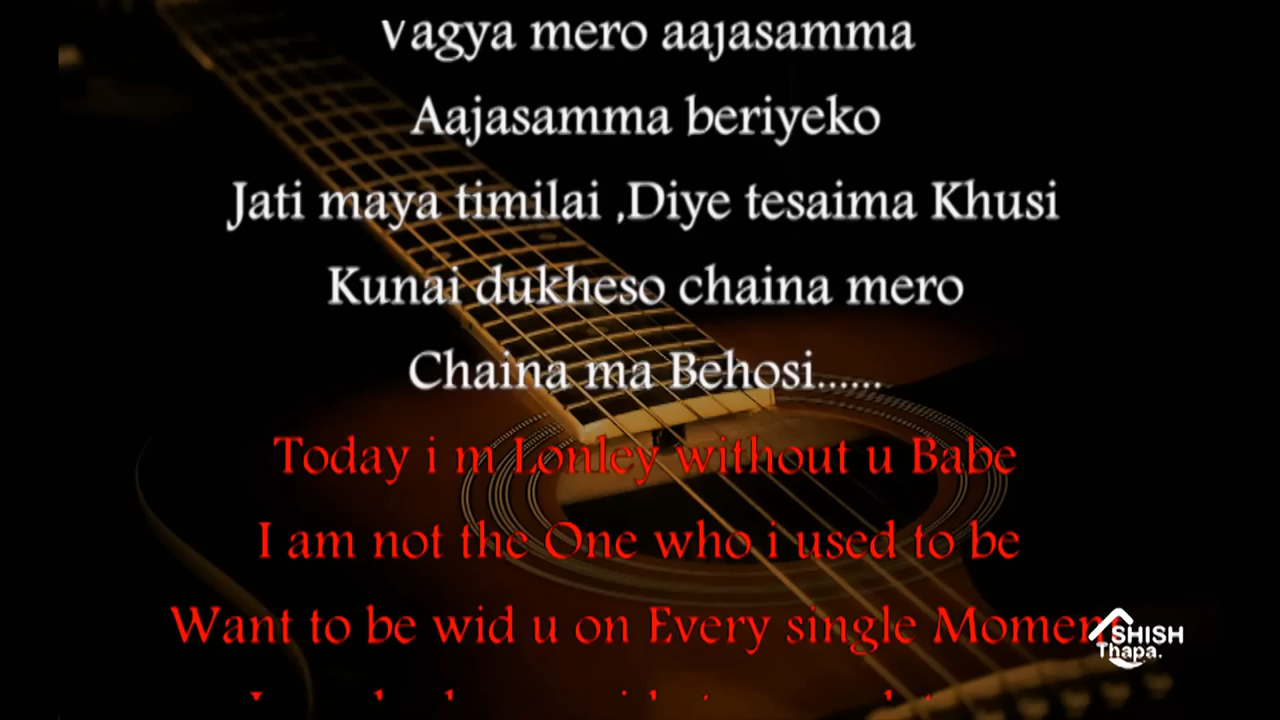 Vagya mero aajasamma
Aajasamma beriyeko
Jati maya timilai ,Diye tesaima Khusi
Kunai dukheso chaina mero
Chaina ma Behosi......
Today i m Lonley without u Babe
I am not the One who i used to be
Want to be wid u on Every single Moment
SHISH
Thapa.